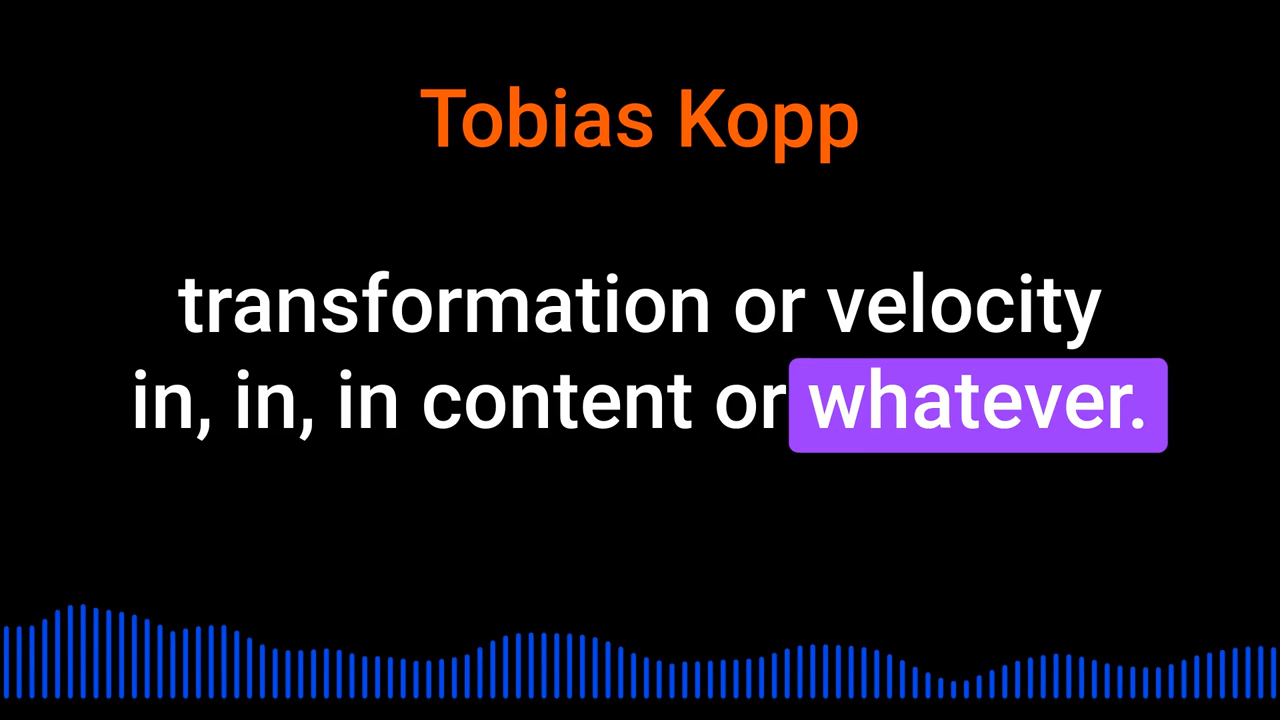 Tobias Kopp
transformation or velocity
in, in, in content or whatever.